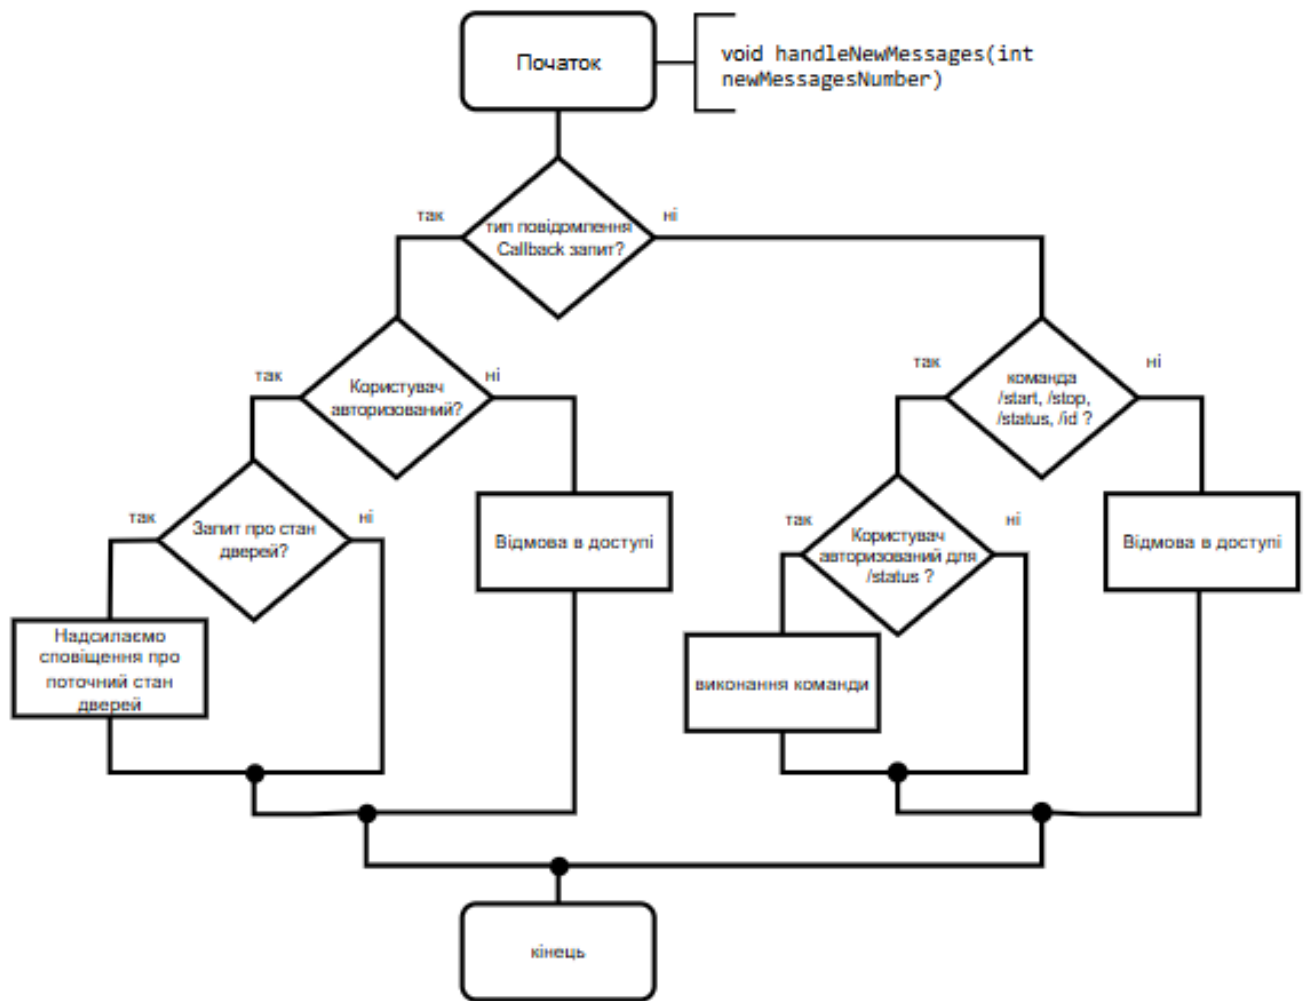 Початок
void handleNewMessages(int
newMessagesNumber)
тип повідомлення
Callback запит?
так
ні
Користувач
авторизований?
так
ні
команда
/start, /stop,
/status, /id ?
так
ні
Запит про стан
дверей?
так
ні
Відмова в доступі
Користувач
авторизований для
/status ?
так
ні
Відмова в доступі
Надсилаємо
сповіщення про
поточний стан
дверей
виконання команди
кінець